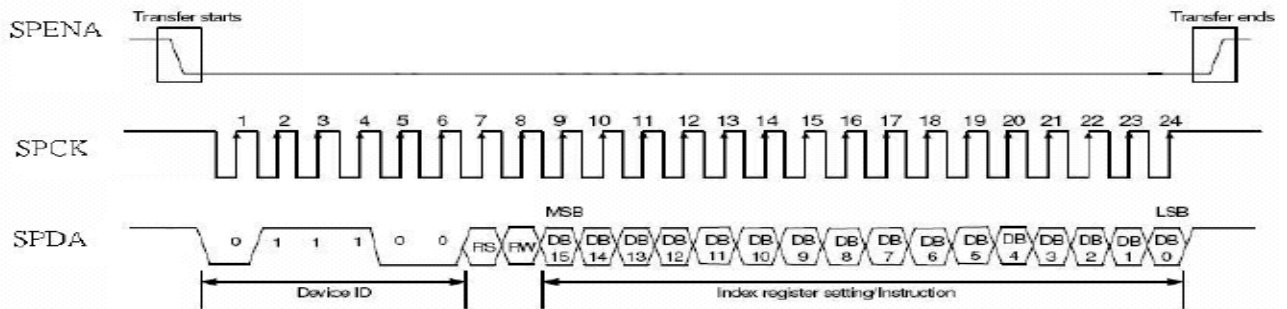 Transfer starts Transfer ends
SPENA
1 2 3 4 5 6 7 8 9 10 11 12 13 14 15 16 17 18 19 20 21 22 23 24
SPCK
MSB LSB
SPDA 0 1 1 1 0 0 RS RW DB 15 DB 14 DB 13 DB 12 DB 11 DB 10 DB 9 DB 8 DB 7 DB 6 DB 5 DB 4 DB 3 DB 2 DB 1 DB 0
Device ID Index register setting/Instruction